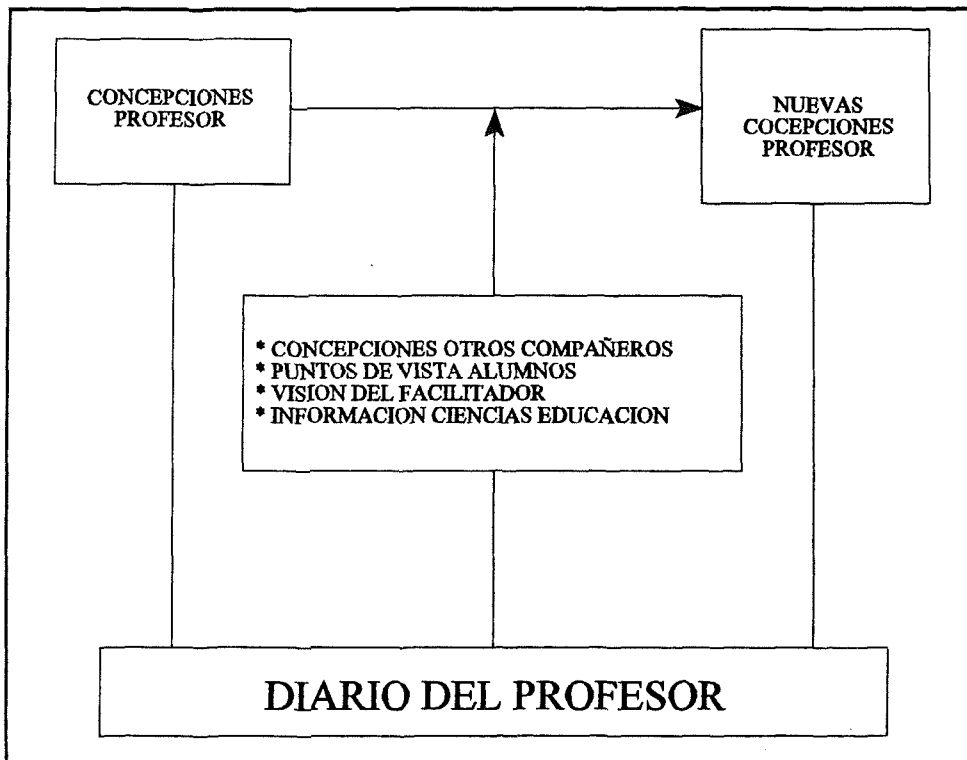 CONCEPCIONES
PROFESOR
NUEVAS
COCEPCIONES
PROFESOR
* CONCEPCIONES OTROS COMPAÑEROS
* PUNTOS DE VISTA ALUMNOS
* VISION DEL FACILITADOR
* INFORMACION CIENCIAS EDUCACION
DIARIO DEL PROFESOR